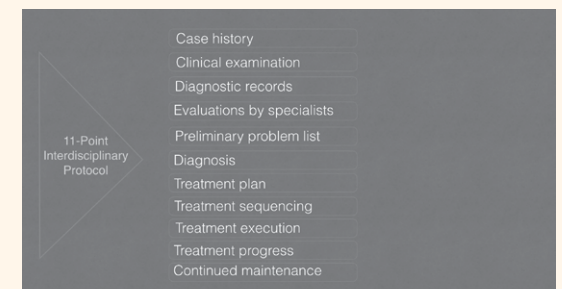 11-Point
Interdisciplinary
Protocol
Case history
Clinical examination
Diagnostic records
Evaluations by specialists
Preliminary problem list
Diagnosis
Treatment plan
Treatment sequencing
Treatment execution
Treatment progress
Continued maintenance